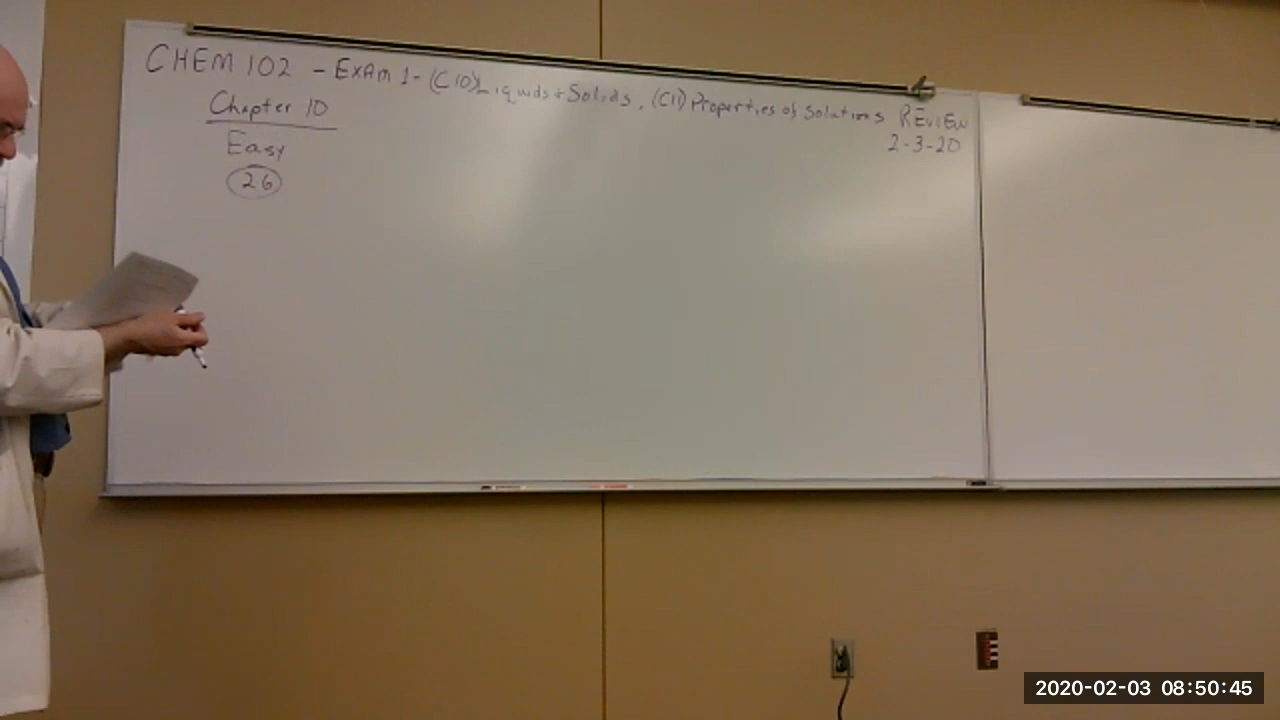 CHEM 102 - EXAM 1 - (C10) Liquids + Solids, (C11) Properties of Solutions REVIEW
2-3-20
Chapter 10
Easy
26
2020-02-03 08:50:45